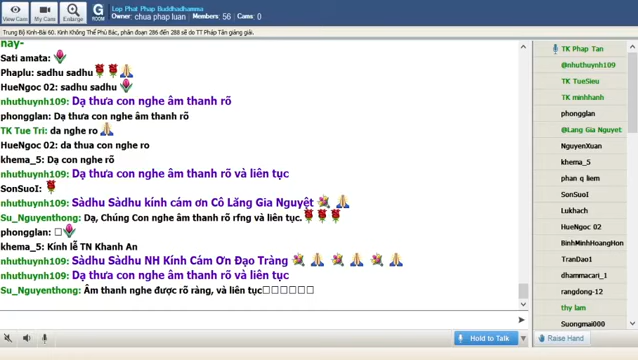 View Cam
My Cam
Enlarge
G
ROOM
Lop Phat Phap Buddhadhamma
Owner: chua phap luan
Members: 56
Cams: 0
Trung Bộ Kinh-Bài 60. Kinh Không Thể Phù Bác, phân đoạn 286 đến 288 sẽ do TT Pháp Tân giảng giải.
này-
Sati amata:
Phaplu: sadhu sadhu
HueNgoc 02: sadhu sadhu
nhuthuynh109: Dạ thưa con nghe âm thanh rõ
phongglan: Dạ thưa con nghe âm thanh rõ
TK Tue Tri: da nghe ro
HueNgoc 02: da thua con nghe ro
khema_5: Dạ con nghe rõ
nhuthuynh109: Dạ thưa con nghe âm thanh rõ và liên tục
SonSuoI:
nhuthuynh109: Sàdhu Sàdhu kính cám ơn Cô Lăng Gia Nguyệt
Su_Nguyenthong: Dạ, Chúng Con nghe âm thanh rõ rfng và liên tục.
phongglan:
khema_5: Kính lễ TN Khanh An
nhuthuynh109: Sàdhu Sàdhu NH Kính Cám Ơn Đạo Tràng
nhuthuynh109: Dạ thưa con nghe âm thanh rõ và liên tục
Su_Nguyenthong: Âm thanh nghe được rõ ràng, và liên tục
TK Phap Tan
@nhuthuynh109
TK TueSieu
TK minhhanh
phongglan
@Lang Gia Nguyet
NguyenXuan
khema_5
phan q liem
SonSuoI
Lukhach
HueNgoc 02
BinhMinhHoangHon
TranDao1
dhammacari_1
rangdong-12
thy lam
Suongmai000
Hold to Talk
Raise Hand